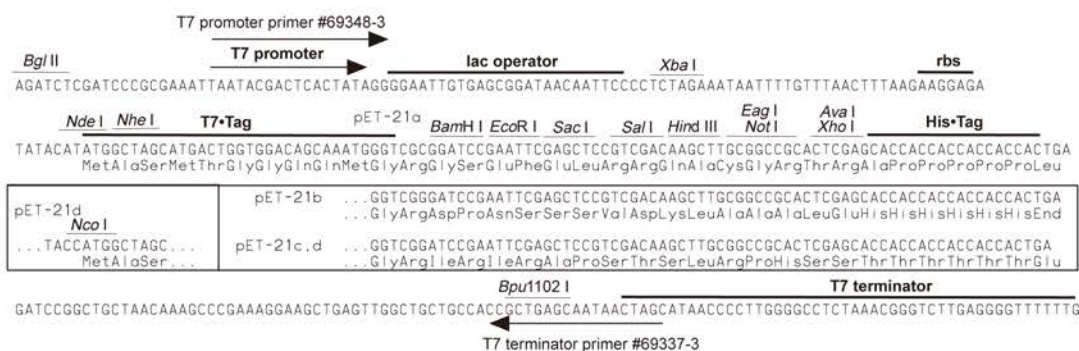 T7 promoter primer #69348-3
Bgl II T7 promoter lac operator Xba I rbs
AGATCTCGATCCCGCGAAATTAATACGACTCACTATAGGGGAATTGTGAGCGGATAACAATTCCCCTCTAGAAATAATTTTGTTTAACTTTAAGAAGGAGA
Nde I Nhe I T7•Tag pET-21a BamH I EcoR I Sac I Sal I Hind III Eag I Not I Ava I Xho I His•Tag
TATACATATGGCTAGCATGACTGGTGGACAGCAAATGGGTCGCGGATCCGAATTCGAGCTCCGTCGACAAGCTTGCGGCCGCACTCGAGCACCACCACCACCACCACTGA
MetAlaSerMetThrGlyGlyGlnGlnMetGlyArgGlySerGluPheGluLeuArgArgGlnAlaCysGlyArgThrArgAlaProProProProProProLeu
pET-21d
Nco I
...TACCATGGCTAGC...
MetAlaSer...
pET-21b ...GGTCGGGATCCGAATTCGAGCTCCGTCGACAAGCTTGCGGCCGCACTCGAGCACCACCACCACCACCACTGA
...GlyArgAspProAsnSerSerSerValAspLysLeuAlaAlaAlaLeuGluHisHisHisHisHisHisEnd
pET-21c,d ...GGTCGGATCCGAATTCGAGCTCCGTCGACAAGCTTGCGGCCGCACTCGAGCACCACCACCACCACCACTGA
...GlyArgIleArgIleArgAlaProSerThrSerLeuArgProHisSerSerThrThrThrThrThrThrGlu
Bpu1102 I T7 terminator
GATCCGGCTGCTAACAAAGCCCGAAAGGAAGCTGAGTTGGCTGCTGCCACCGCTGAGCAATAACTAGCATAACCCCTTGGGGCCTCTAAACGGGTCTTGAGGGGTTTTTTG
T7 terminator primer #69337-3